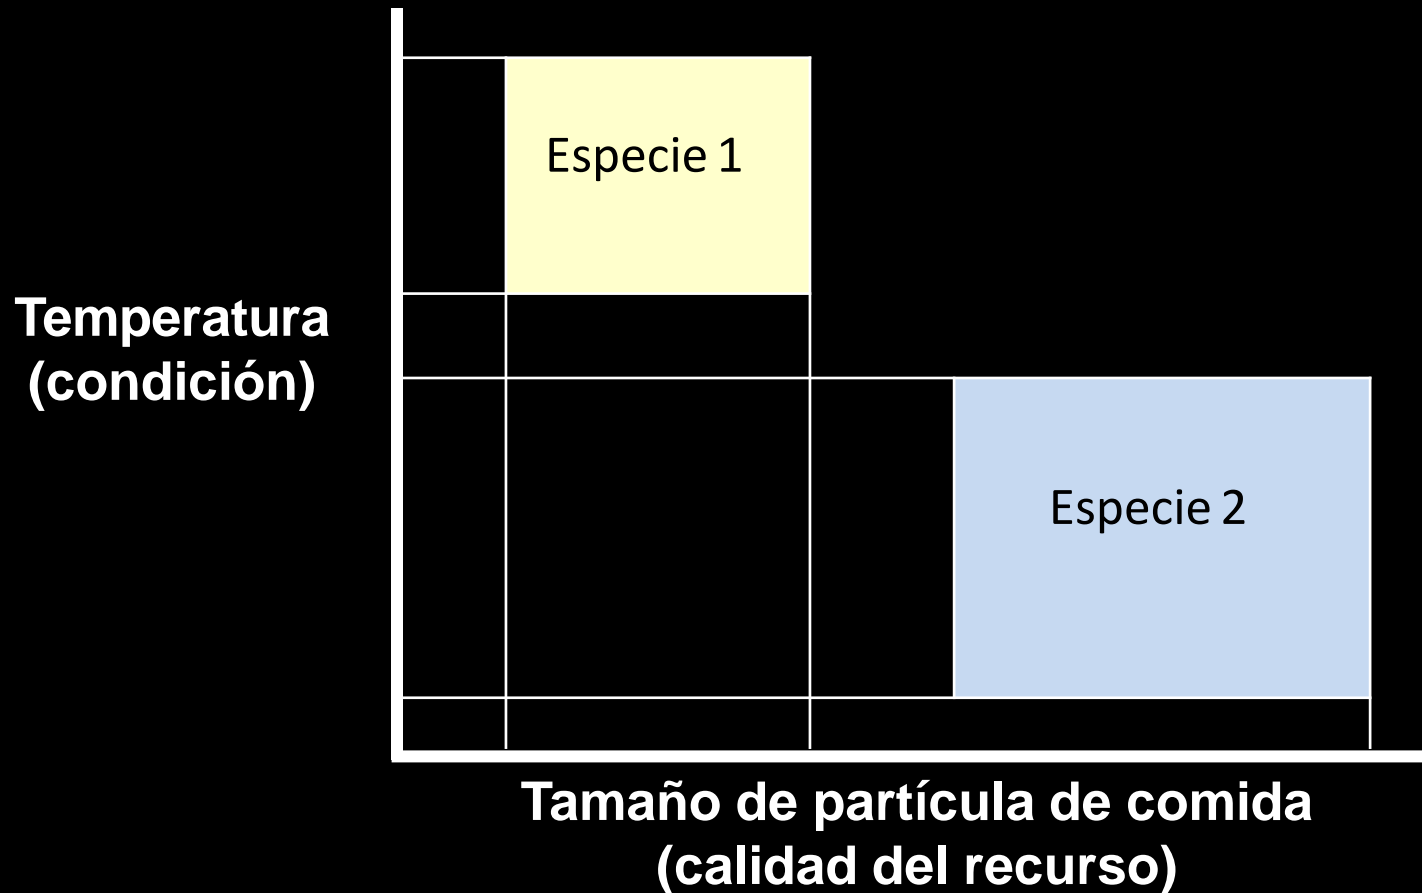 Especie 1
Temperatura
(condición)
Especie 2
Tamaño de partícula de comida
(calidad del recurso)